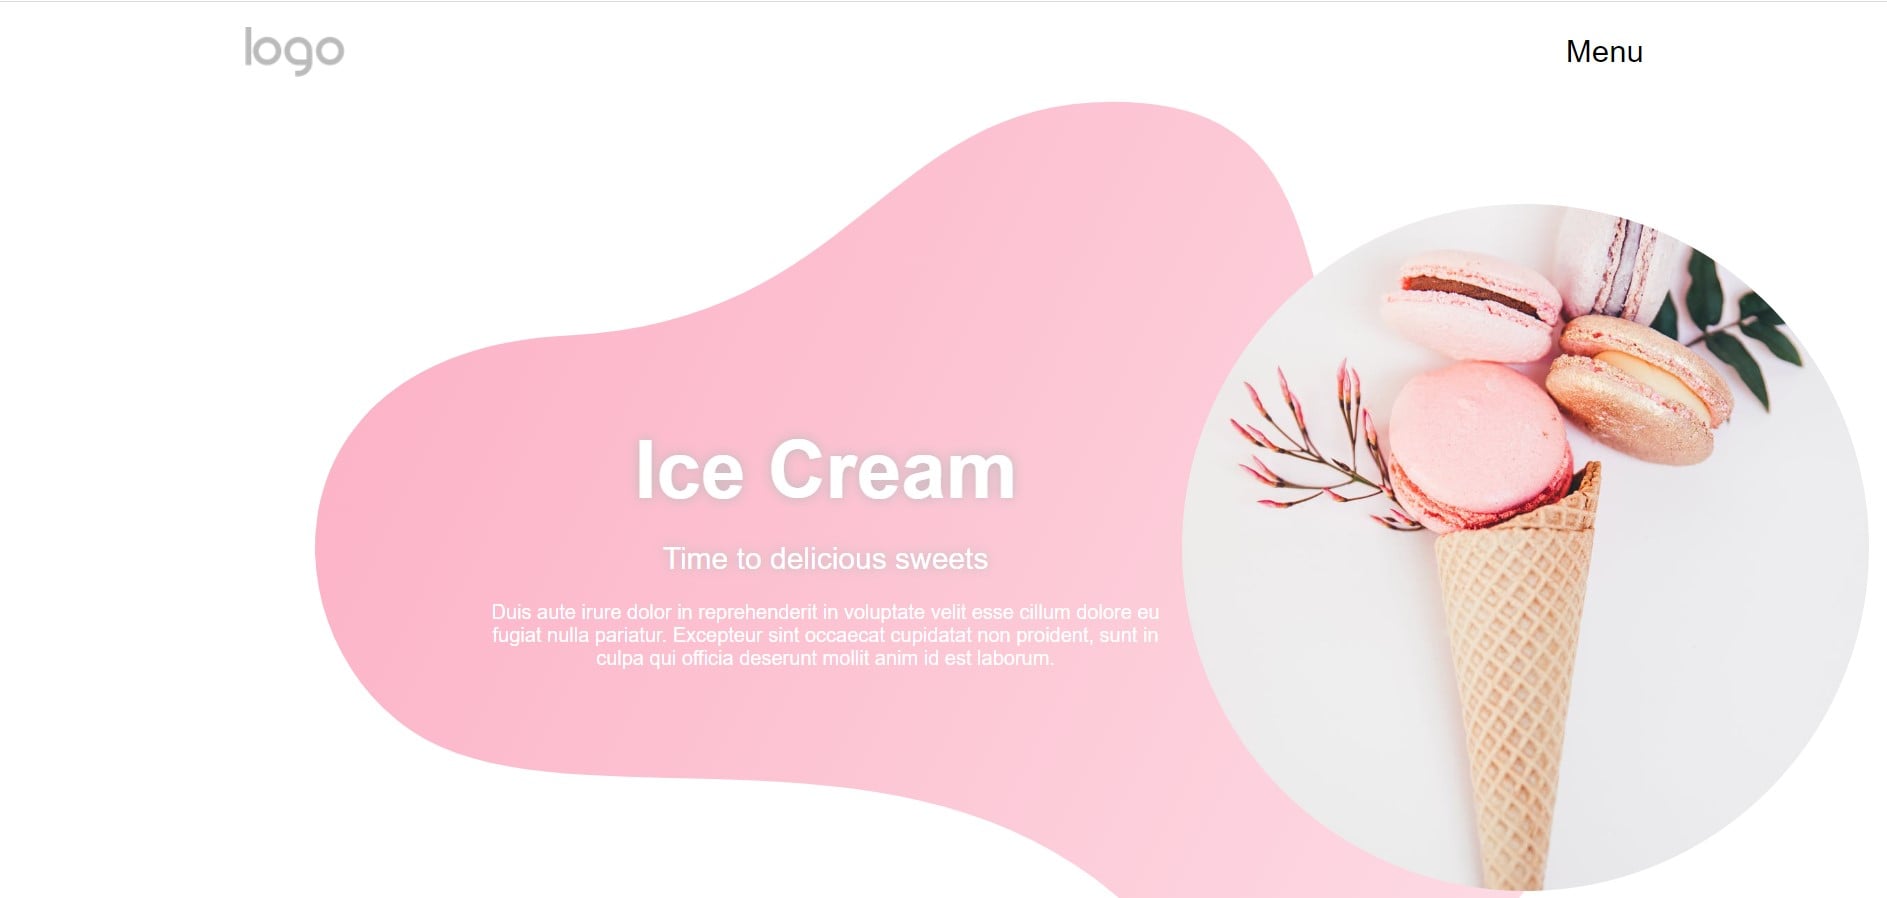 logo
Menu
Ice Cream
Time to delicious sweets
Duis aute irure dolor in reprehenderit in voluptate velit esse cillum dolore eu
fugiat nulla pariatur. Excepteur sint occaecat cupidatat non proident, sunt in
culpa qui officia deserunt mollit anim id est laborum.